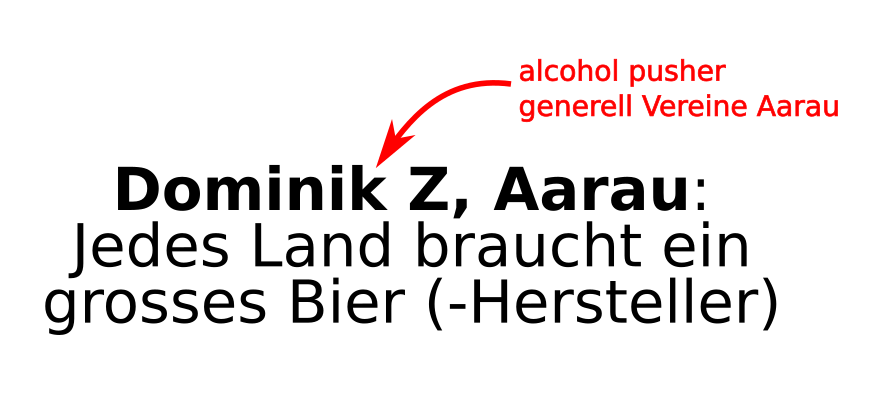 alcohol pusher
generell Vereine Aarau
Dominik Z, Aarau:
Jedes Land braucht ein
grosses Bier (-Hersteller)